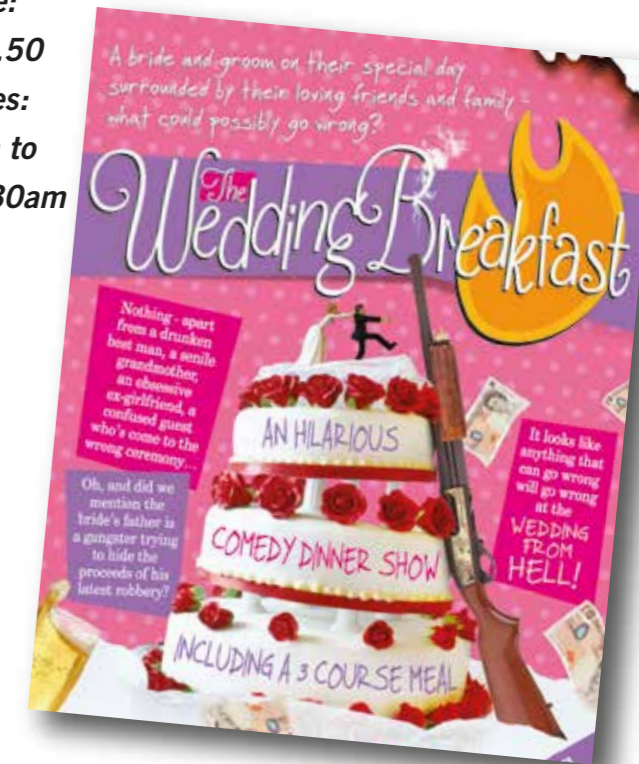 e:
.50
es:
to
30am
A bride and groom on their special day
surrounded by their loving friends and family -
what could possibly go wrong?
The
Wedding Breakfast
Nothing - apart
from a drunken
best man, a senile
grandmother,
an obsessive
ex-girlfriend, a
confused guest
who's come to the
wrong ceremony...
Oh, and did we
mention the
bride's father is
a gangster trying
to hide the
proceeds of his
latest robbery?
AN HILARIOUS
COMEDY DINNER SHOW
INCLUDING A 3 COURSE MEAL
It looks like
anything that
can go wrong
will go wrong
at the
WEDDING
FROM
HELL!